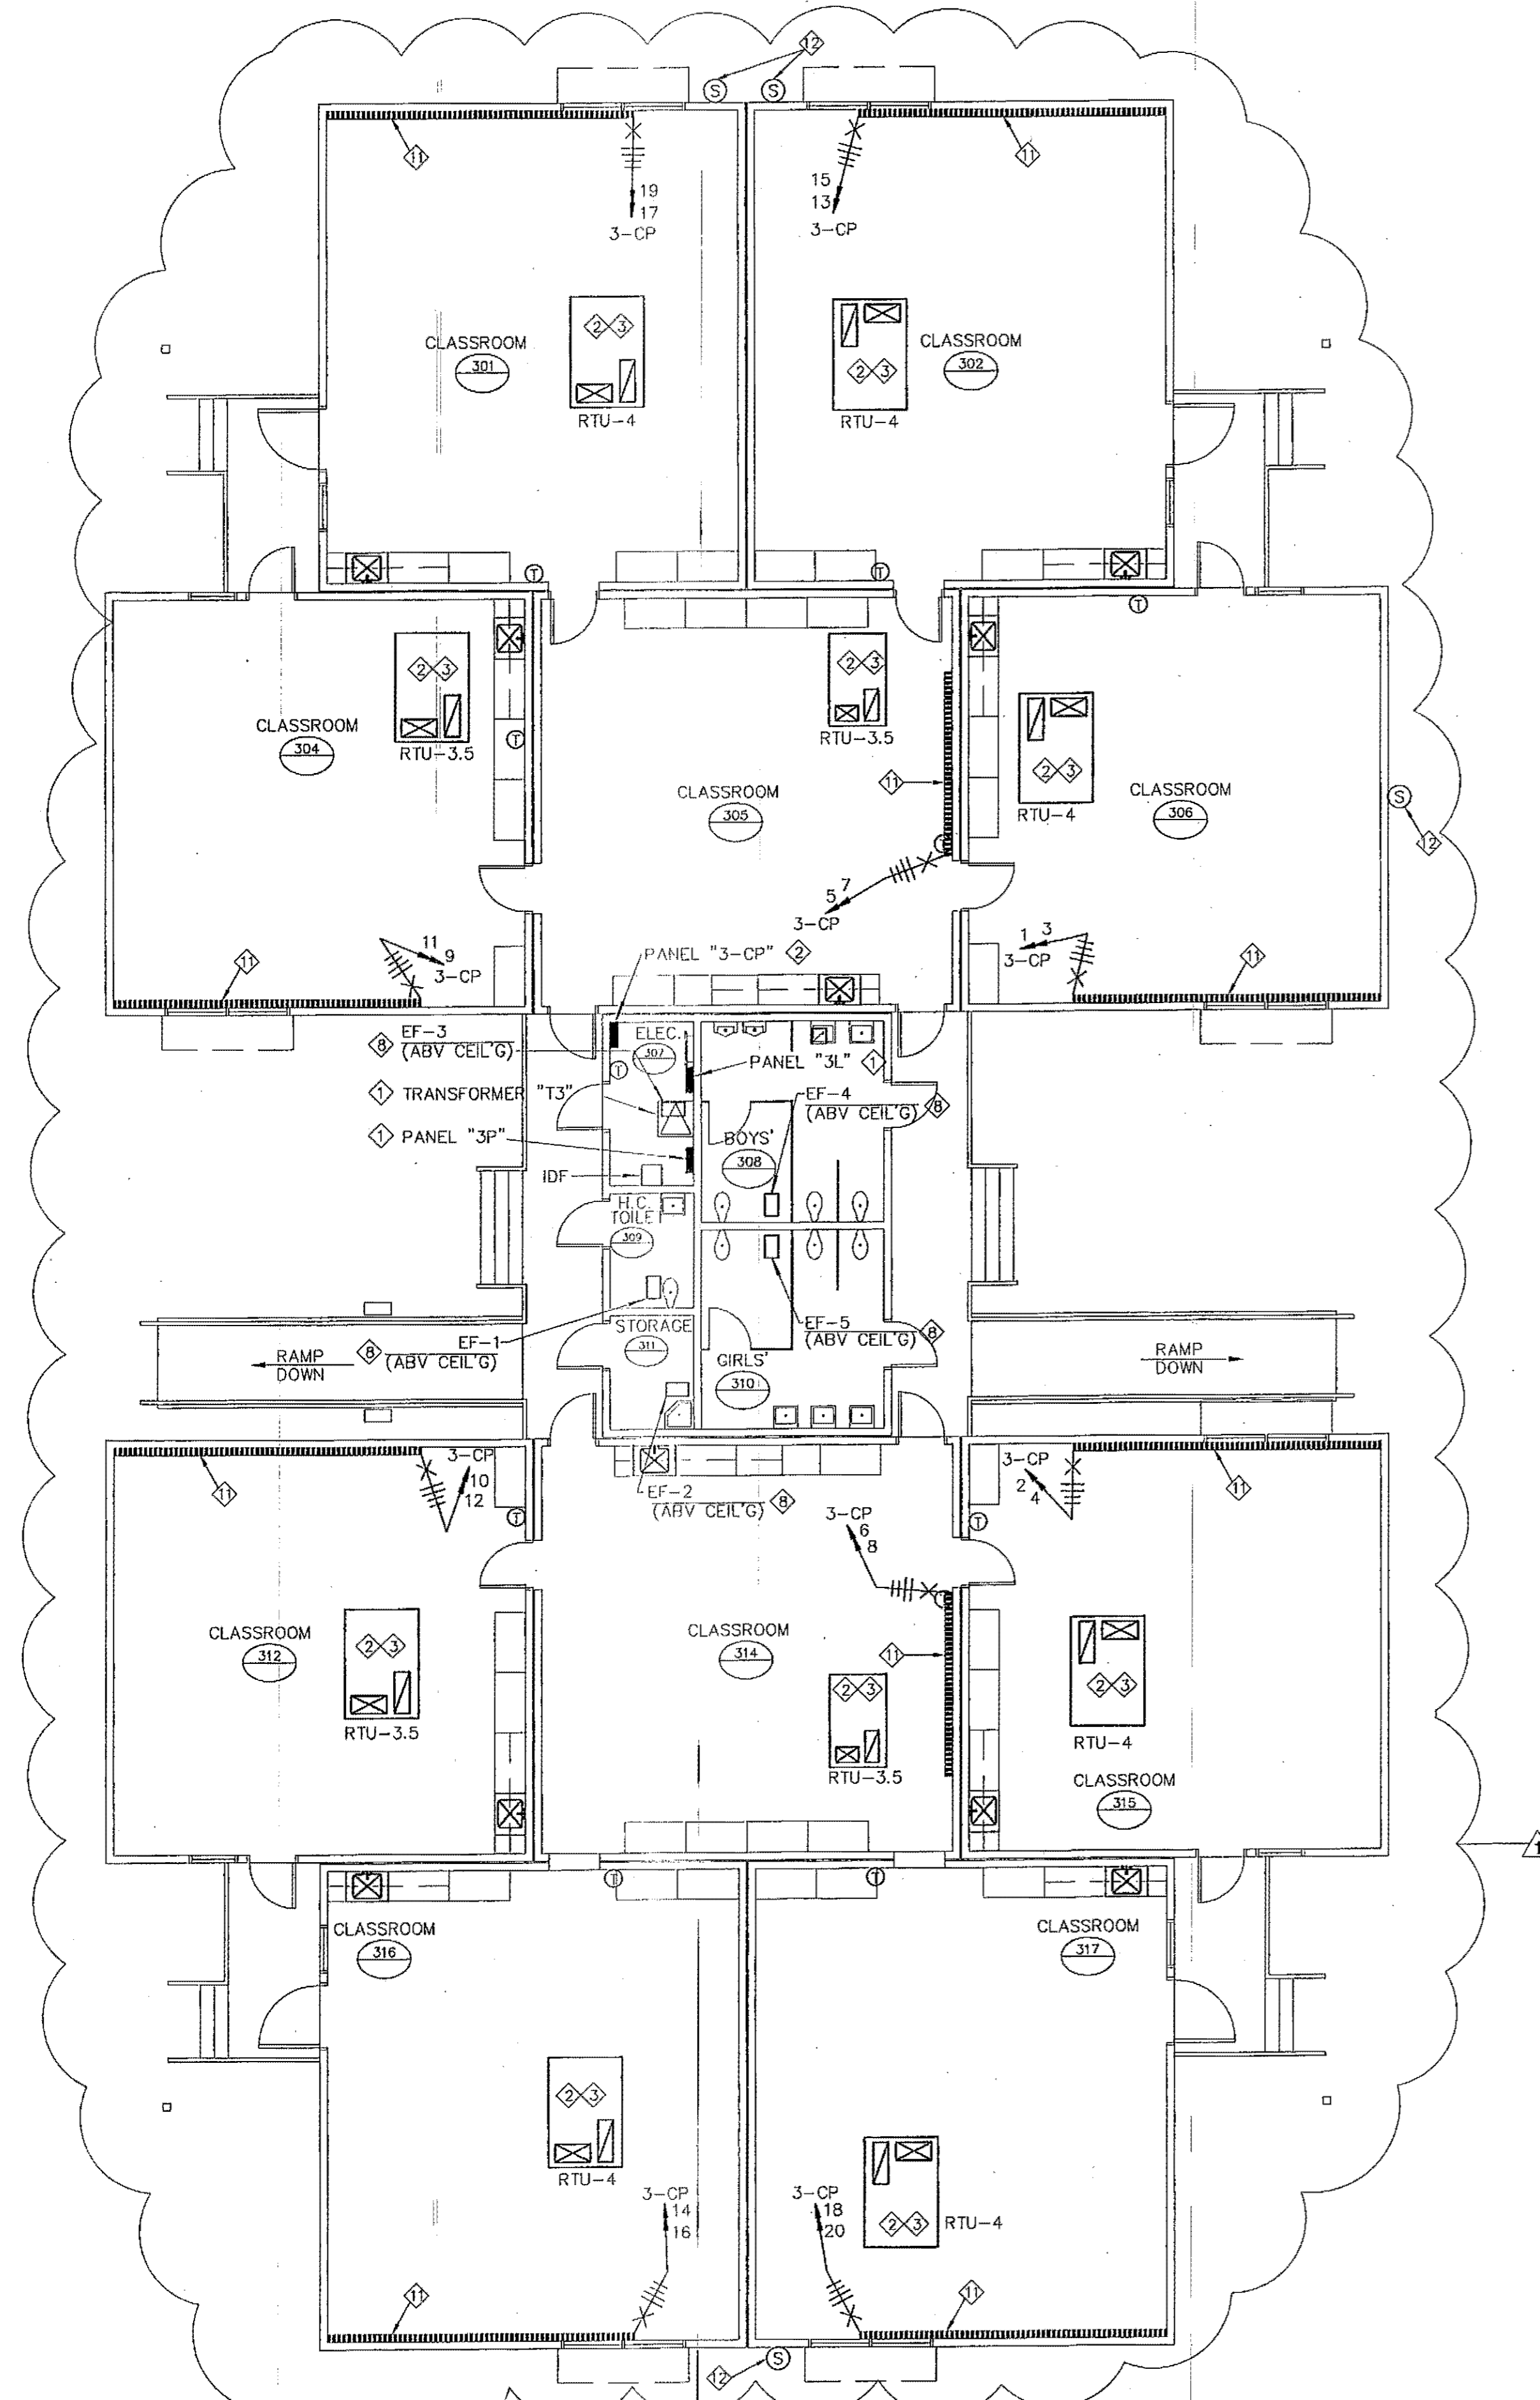 12
S
S
11
11
19
17
3-CP
15
13
3-CP
2 3
2 3
CLASSROOM
301
CLASSROOM
302
RTU-4
RTU-4
T
T
T
2 3
2 3
CLASSROOM
304
RTU-3.5
T
RTU-3.5
2 3
11
CLASSROOM
305
RTU-4
CLASSROOM
306
S
12
7
5
3-CP
11
9
3-CP
11
1 3
3-CP
11
PANEL "3-CP" 2
8 EF-3
(ABV CEIL'G)
ELEC.
307
T
PANEL "3L" 1
1 TRANSFORMER "T3"
EF-4
(ABV CEIL'G) 8
1 PANEL "3P"
BOYS'
308
IDF
H.C.
TOILET
309
EF-1
8 (ABV CEIL'G)
STORAGE
311
EF-5
(ABV CEIL'G) 8
RAMP
DOWN
GIRLS'
310
RAMP
DOWN
3-CP
10
12
11
T
EF-2
(ABV CEIL'G) 8
3-CP
6
8
3-CP
2
4
11
T
CLASSROOM
312
2 3
RTU-3.5
CLASSROOM
314
11
2 3
RTU-3.5
2 3
RTU-4
CLASSROOM
315
1
T
T
CLASSROOM
316
CLASSROOM
317
2 3
RTU-4
3-CP
14
16
3-CP
18
20
2 3
RTU-4
11
11
12
S